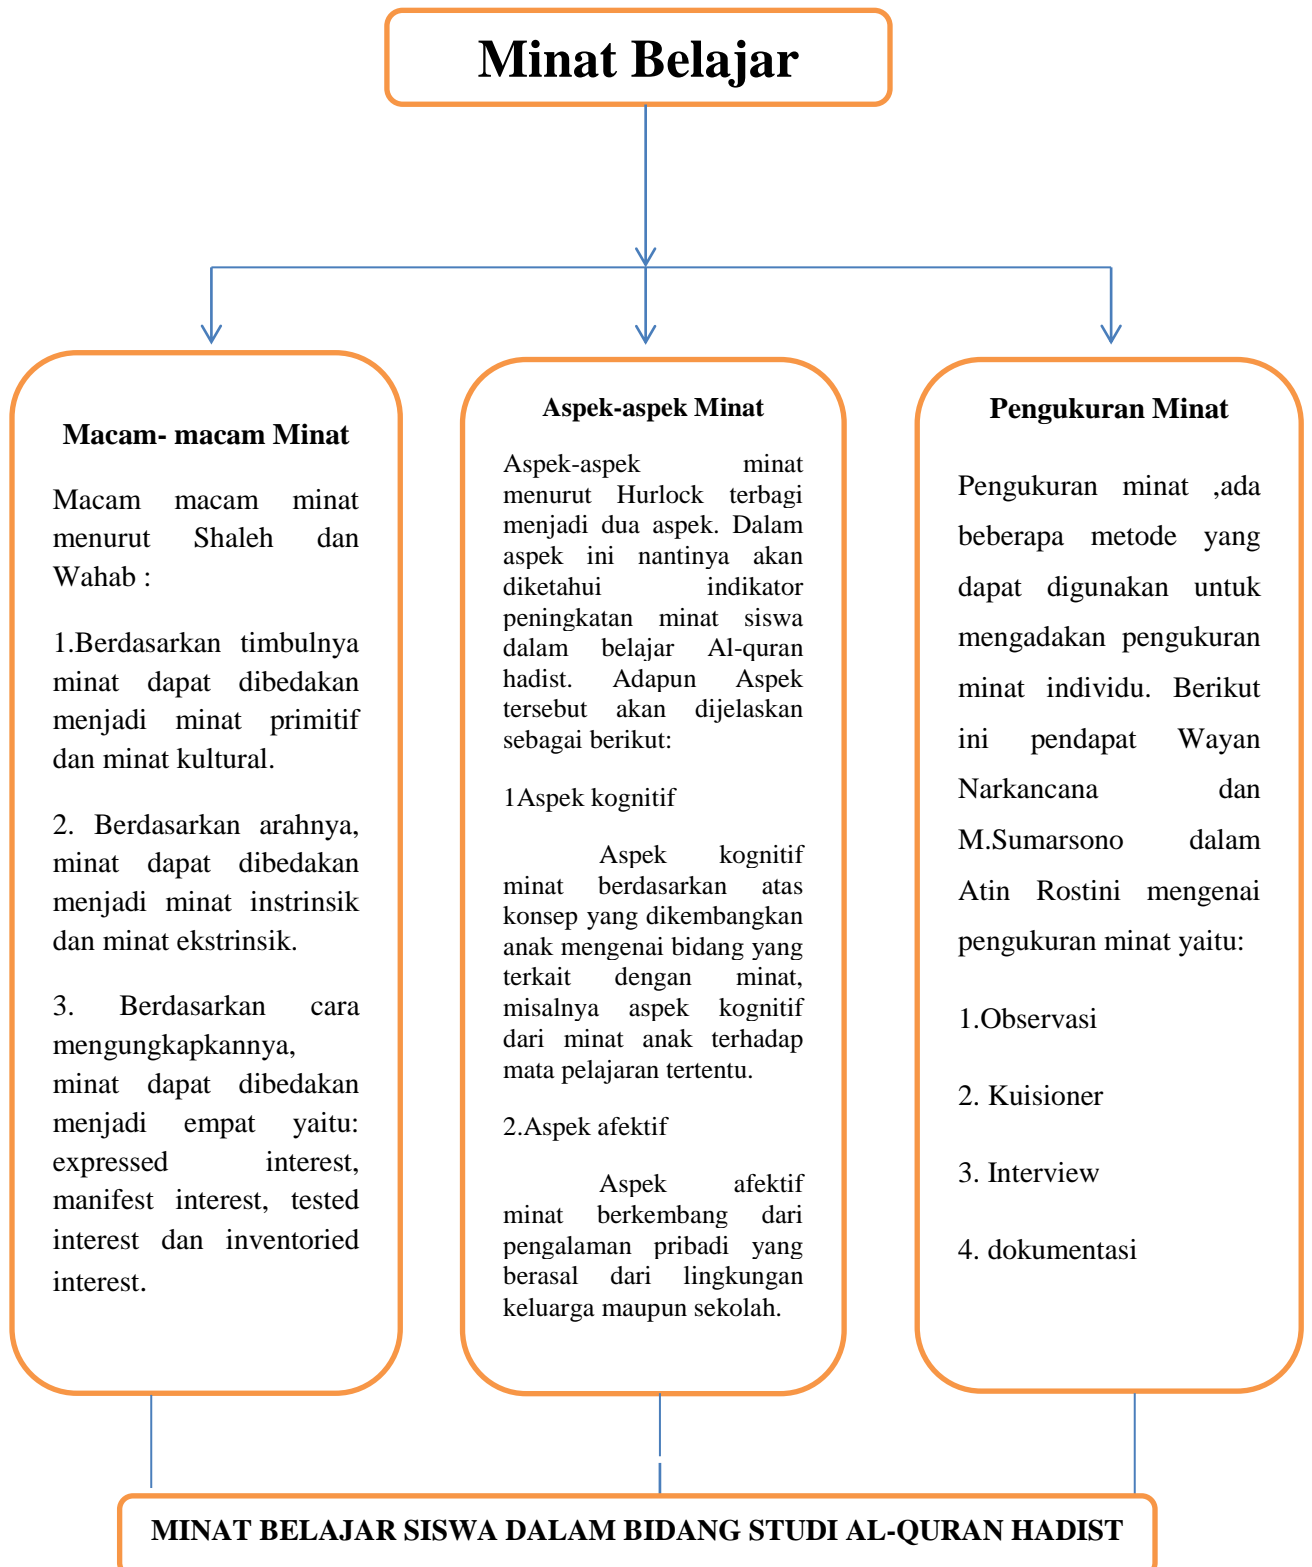 Minat Belajar
Macam- macam Minat
Macam macam minat
menurut Shaleh dan
Wahab :
1.Berdasarkan timbulnya
minat dapat dibedakan
menjadi minat primitif
dan minat kultural.
2. Berdasarkan arahnya,
minat dapat dibedakan
menjadi minat instrinsik
dan minat ekstrinsik.
3. Berdasarkan cara
mengungkapkannya,
minat dapat dibedakan
menjadi empat yaitu:
expressed interest,
manifest interest, tested
interest dan inventoried
interest.
Aspek-aspek Minat
Aspek-aspek minat
menurut Hurlock terbagi
menjadi dua aspek. Dalam
aspek ini nantinya akan
diketahui indikator
peningkatan minat siswa
dalam belajar Al-quran
hadist. Adapun Aspek
tersebut akan dijelaskan
sebagai berikut:
1Aspek kognitif
Aspek kognitif
minat berdasarkan atas
konsep yang dikembangkan
anak mengenai bidang yang
terkait dengan minat,
misalnya aspek kognitif
dari minat anak terhadap
mata pelajaran tertentu.
2.Aspek afektif
Aspek afektif
minat berkembang dari
pengalaman pribadi yang
berasal dari lingkungan
keluarga maupun sekolah.
Pengukuran Minat
Pengukuran minat ,ada
beberapa metode yang
dapat digunakan untuk
mengadakan pengukuran
minat individu. Berikut
ini pendapat Wayan
Narkancana dan
M.Sumarsono dalam
Atin Rostini mengenai
pengukuran minat yaitu:
1.Observasi
2. Kuisioner
3. Interview
4. dokumentasi
MINAT BELAJAR SISWA DALAM BIDANG STUDI AL-QURAN HADIST